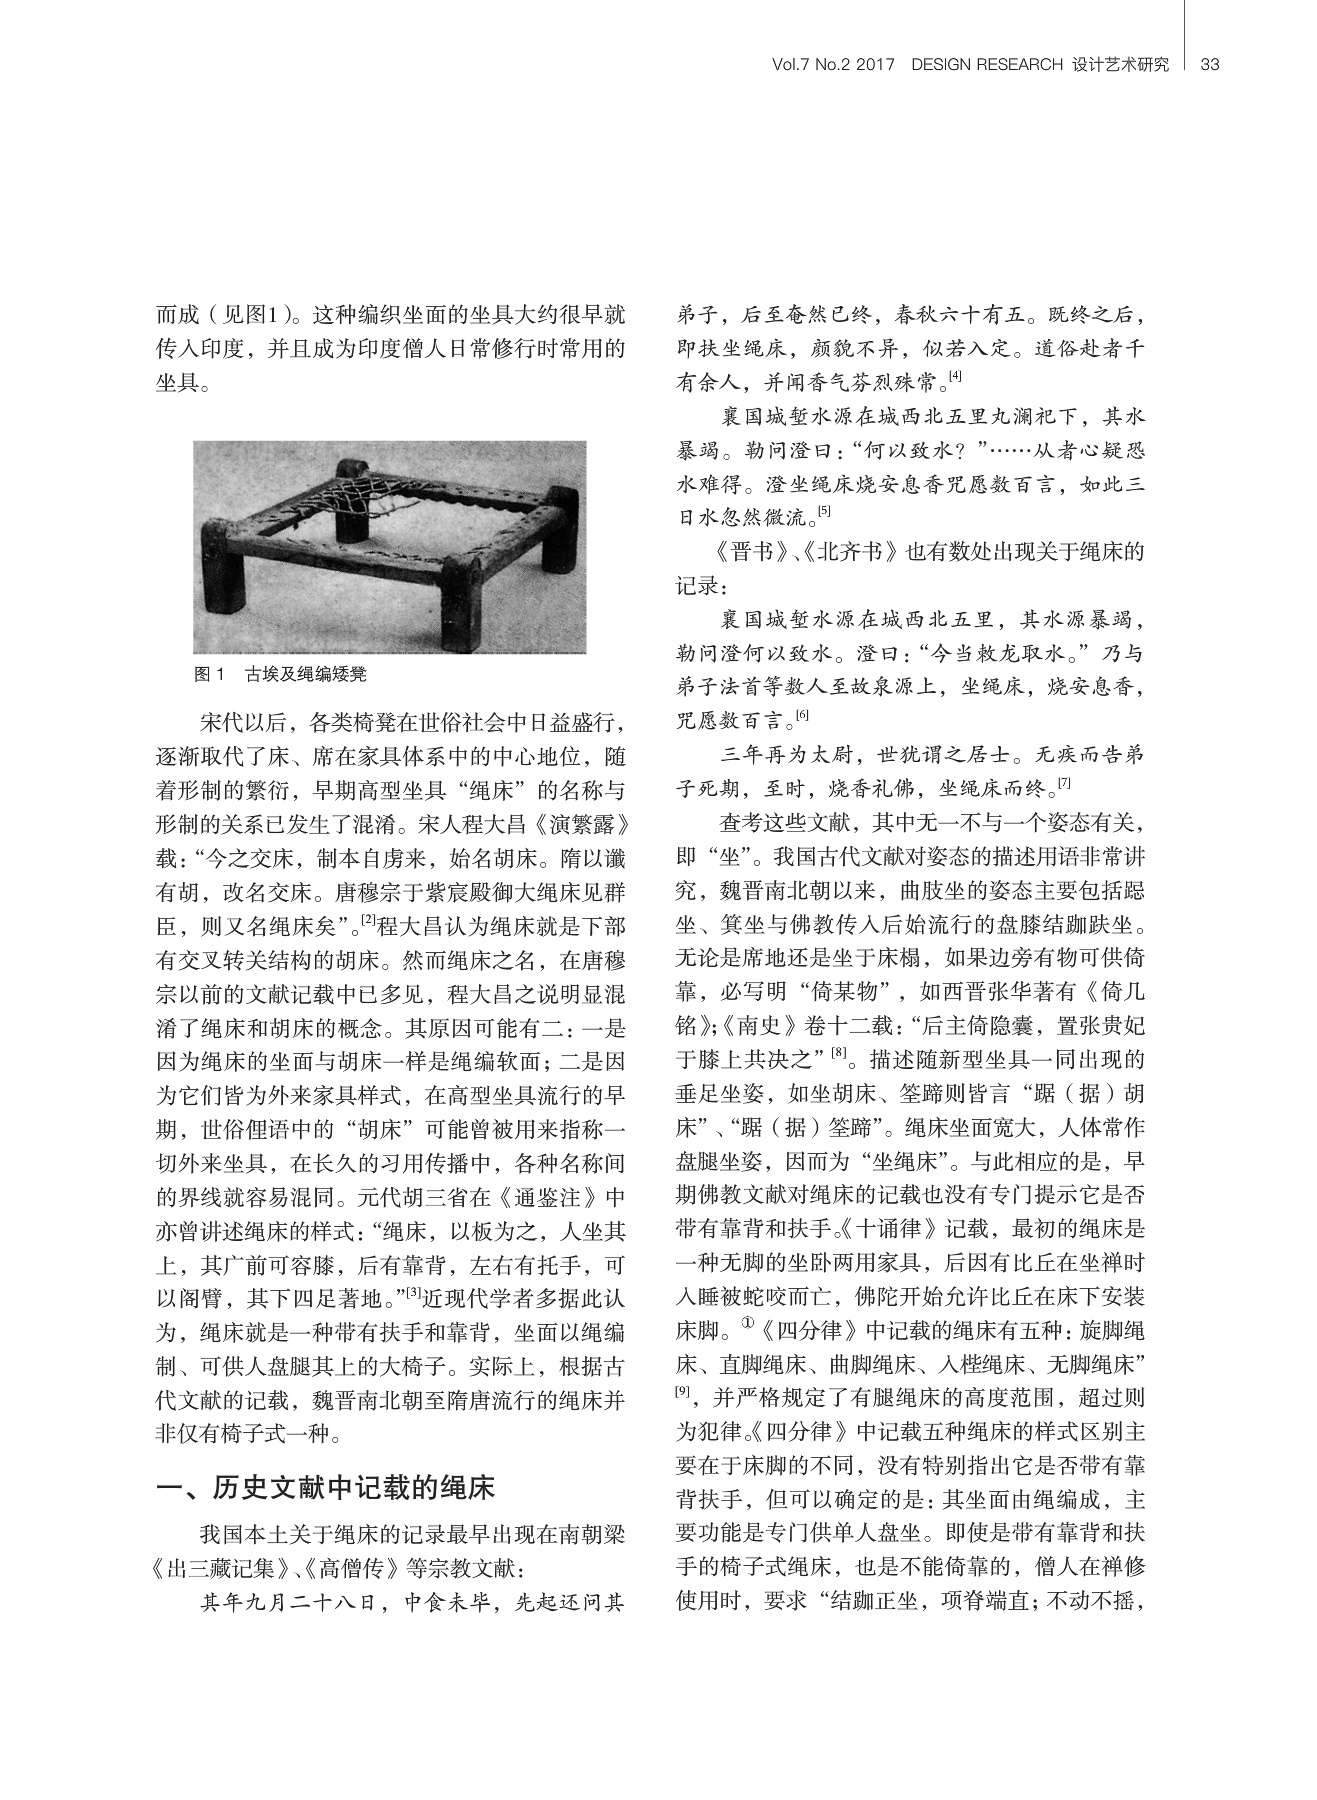 Vol.7 No.2 2017 DESIGN RESEARCH 设计艺术研究 33
而成（见图1）。这种编织坐面的坐具大约很早就
传入印度，并且成为印度僧人日常修行时常用的
坐具。
图 1 古埃及绳编矮凳
宋代以后，各类椅凳在世俗社会中日益盛行，
逐渐取代了床、席在家具体系中的中心地位，随
着形制的繁衍，早期高型坐具“绳床”的名称与
形制的关系已发生了混淆。宋人程大昌《演繁露》
载：“今之交床，制本自虏来，始名胡床。隋以谶
有胡，改名交床。唐穆宗于紫宸殿御大绳床见群
臣，则又名绳床矣”。[2]程大昌认为绳床就是下部
有交叉转关结构的胡床。然而绳床之名，在唐穆
宗以前的文献记载中已多见，程大昌之说明显混
淆了绳床和胡床的概念。其原因可能有二：一是
因为绳床的坐面与胡床一样是绳编软面；二是因
为它们皆为外来家具样式，在高型坐具流行的早
期，世俗俚语中的“胡床”可能曾被用来指称一
切外来坐具，在长久的习用传播中，各种名称间
的界线就容易混同。元代胡三省在《通鉴注》中
亦曾讲述绳床的样式：“绳床，以板为之，人坐其
上，其广前可容膝，后有靠背，左右有托手，可
以阁臂，其下四足著地。”[3]近现代学者多据此认
为，绳床就是一种带有扶手和靠背，坐面以绳编
制、可供人盘腿其上的大椅子。实际上，根据古
代文献的记载，魏晋南北朝至隋唐流行的绳床并
非仅有椅子式一种。
一、历史文献中记载的绳床
我国本土关于绳床的记录最早出现在南朝梁
《出三藏记集》、《高僧传》等宗教文献：
其年九月二十八日，中食未毕，先起还问其
弟子，后至奄然已终，春秋六十有五。既终之后，
即扶坐绳床，颜貌不异，似若入定。道俗赴者千
有余人，并闻香气芬烈殊常。[4]
襄国城堑水源在城西北五里丸澜祀下，其水
暴竭。勒问澄曰：“何以致水？”……从者心疑恐
水难得。澄坐绳床烧安息香咒愿数百言，如此三
日水忽然微流。[5]
《晋书》、《北齐书》也有数处出现关于绳床的
记录：
襄国城堑水源在城西北五里，其水源暴竭，
勒问澄何以致水。澄曰：“今当敕龙取水。”乃与
弟子法首等数人至故泉源上，坐绳床，烧安息香，
咒愿数百言。[6]
三年再为太尉，世犹谓之居士。无疾而告弟
子死期，至时，烧香礼佛，坐绳床而终。[7]
查考这些文献，其中无一不与一个姿态有关，
即“坐”。我国古代文献对姿态的描述用语非常讲
究，魏晋南北朝以来，曲肢坐的姿态主要包括跽
坐、箕坐与佛教传入后始流行的盘膝结跏趺坐。
无论是席地还是坐于床榻，如果边旁有物可供倚
靠，必写明“倚某物”，如西晋张华著有《倚几
铭》；《南史》卷十二载：“后主倚隐囊，置张贵妃
于膝上共决之”[8]。描述随新型坐具一同出现的
垂足坐姿，如坐胡床、筌蹄则皆言“踞（据）胡
床”、“踞（据）筌蹄”。绳床坐面宽大，人体常作
盘腿坐姿，因而为“坐绳床”。与此相应的是，早
期佛教文献对绳床的记载也没有专门提示它是否
带有靠背和扶手。《十诵律》记载，最初的绳床是
一种无脚的坐卧两用家具，后因有比丘在坐禅时
入睡被蛇咬而亡，佛陀开始允许比丘在床下安装
床脚。①《四分律》中记载的绳床有五种：旋脚绳
床、直脚绳床、曲脚绳床、入梐绳床、无脚绳床”
[9]，并严格规定了有腿绳床的高度范围，超过则
为犯律。《四分律》中记载五种绳床的样式区别主
要在于床脚的不同，没有特别指出它是否带有靠
背扶手，但可以确定的是：其坐面由绳编成，主
要功能是专门供单人盘坐。即使是带有靠背和扶
手的椅子式绳床，也是不能倚靠的，僧人在禅修
使用时，要求“结跏正坐，项脊端直；不动不摇，